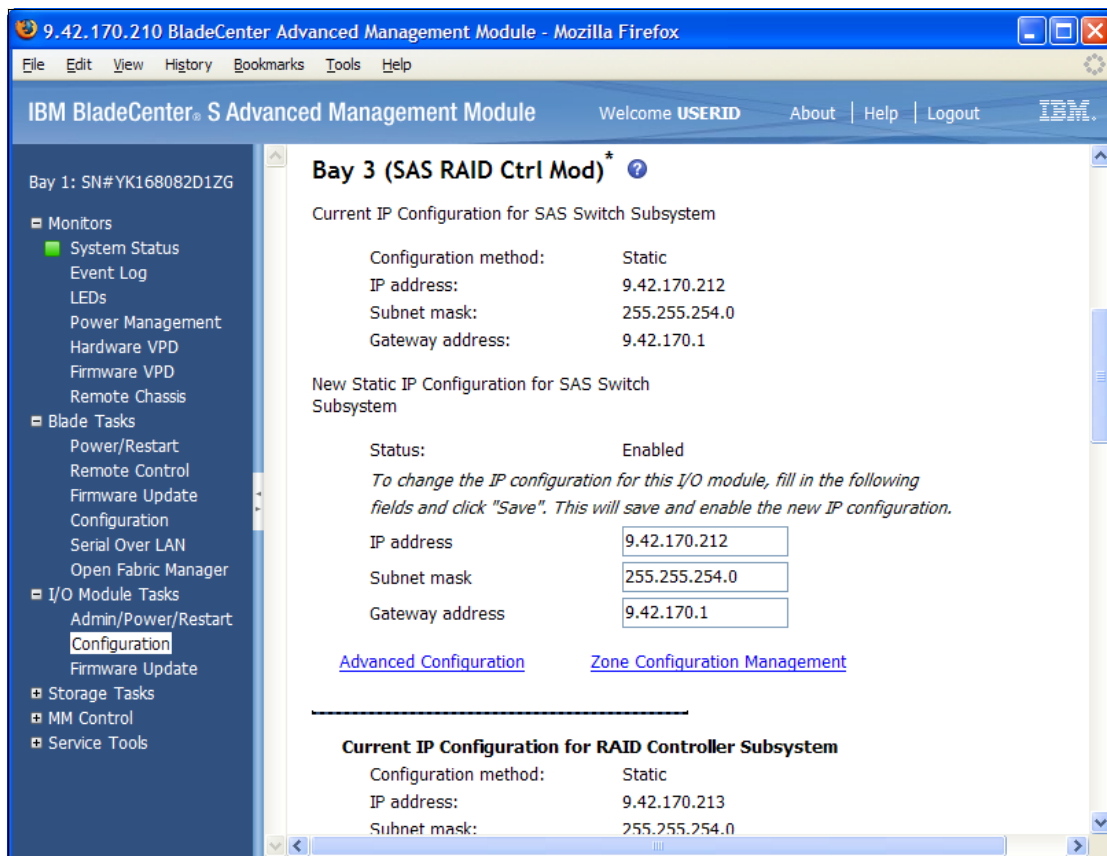 9.42.170.210 BladeCenter Advanced Management Module - Mozilla Firefox
File Edit View History Bookmarks Tools Help
IBM BladeCenter® S Advanced Management Module Welcome USERID About | Help | Logout IBM.
Bay 1: SN#YK168082D1ZG
Monitors
System Status
Event Log
LEDs
Power Management
Hardware VPD
Firmware VPD
Remote Chassis
Blade Tasks
Power/Restart
Remote Control
Firmware Update
Configuration
Serial Over LAN
Open Fabric Manager
I/O Module Tasks
Admin/Power/Restart
Configuration
Firmware Update
Storage Tasks
MM Control
Service Tools
Bay 3 (SAS RAID Ctrl Mod)* ?
Current IP Configuration for SAS Switch Subsystem
Configuration method: Static
IP address: 9.42.170.212
Subnet mask: 255.255.254.0
Gateway address: 9.42.170.1
New Static IP Configuration for SAS Switch
Subsystem
Status: Enabled
To change the IP configuration for this I/O module, fill in the following
fields and click "Save". This will save and enable the new IP configuration.
IP address 9.42.170.212
Subnet mask 255.255.254.0
Gateway address 9.42.170.1
Advanced Configuration Zone Configuration Management
Current IP Configuration for RAID Controller Subsystem
Configuration method: Static
IP address: 9.42.170.213
Subnet mask: 255.255.254.0